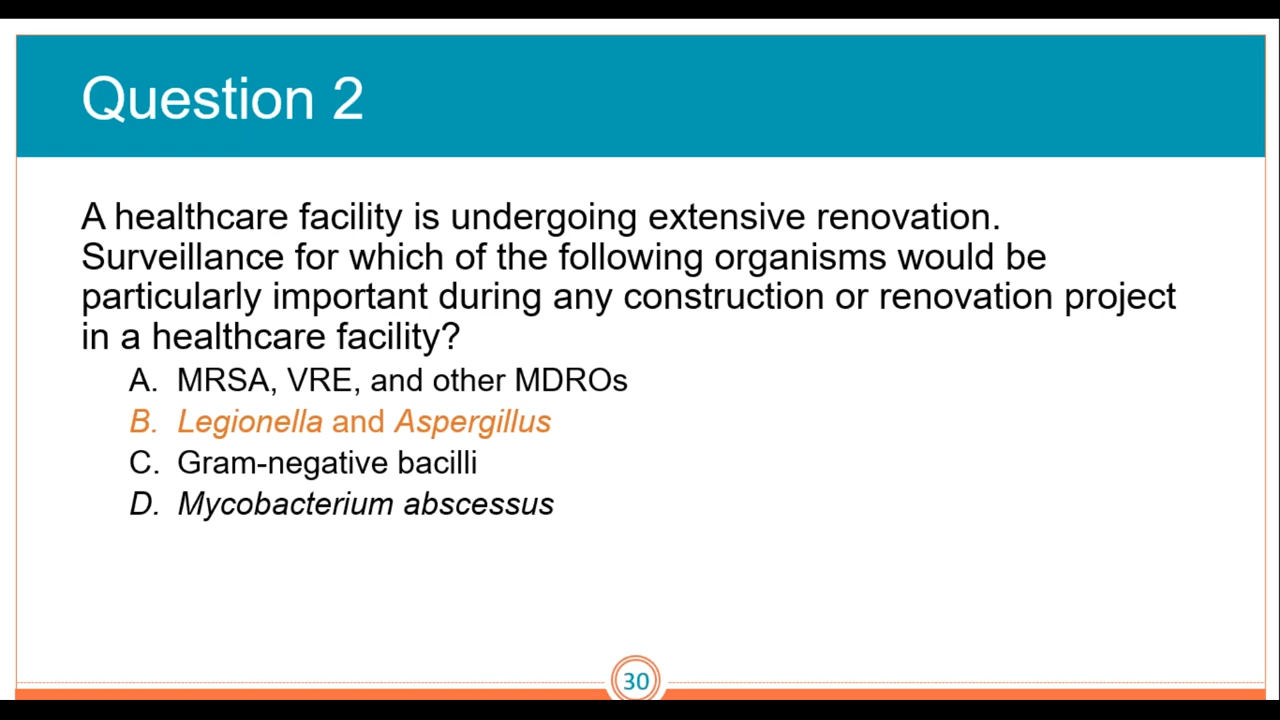 Question 2
A healthcare facility is undergoing extensive renovation.
Surveillance for which of the following organisms would be
particularly important during any construction or renovation project
in a healthcare facility?
A. MRSA, VRE, and other MDROs
B. Legionella and Aspergillus
C. Gram-negative bacilli
D. Mycobacterium abscessus
30